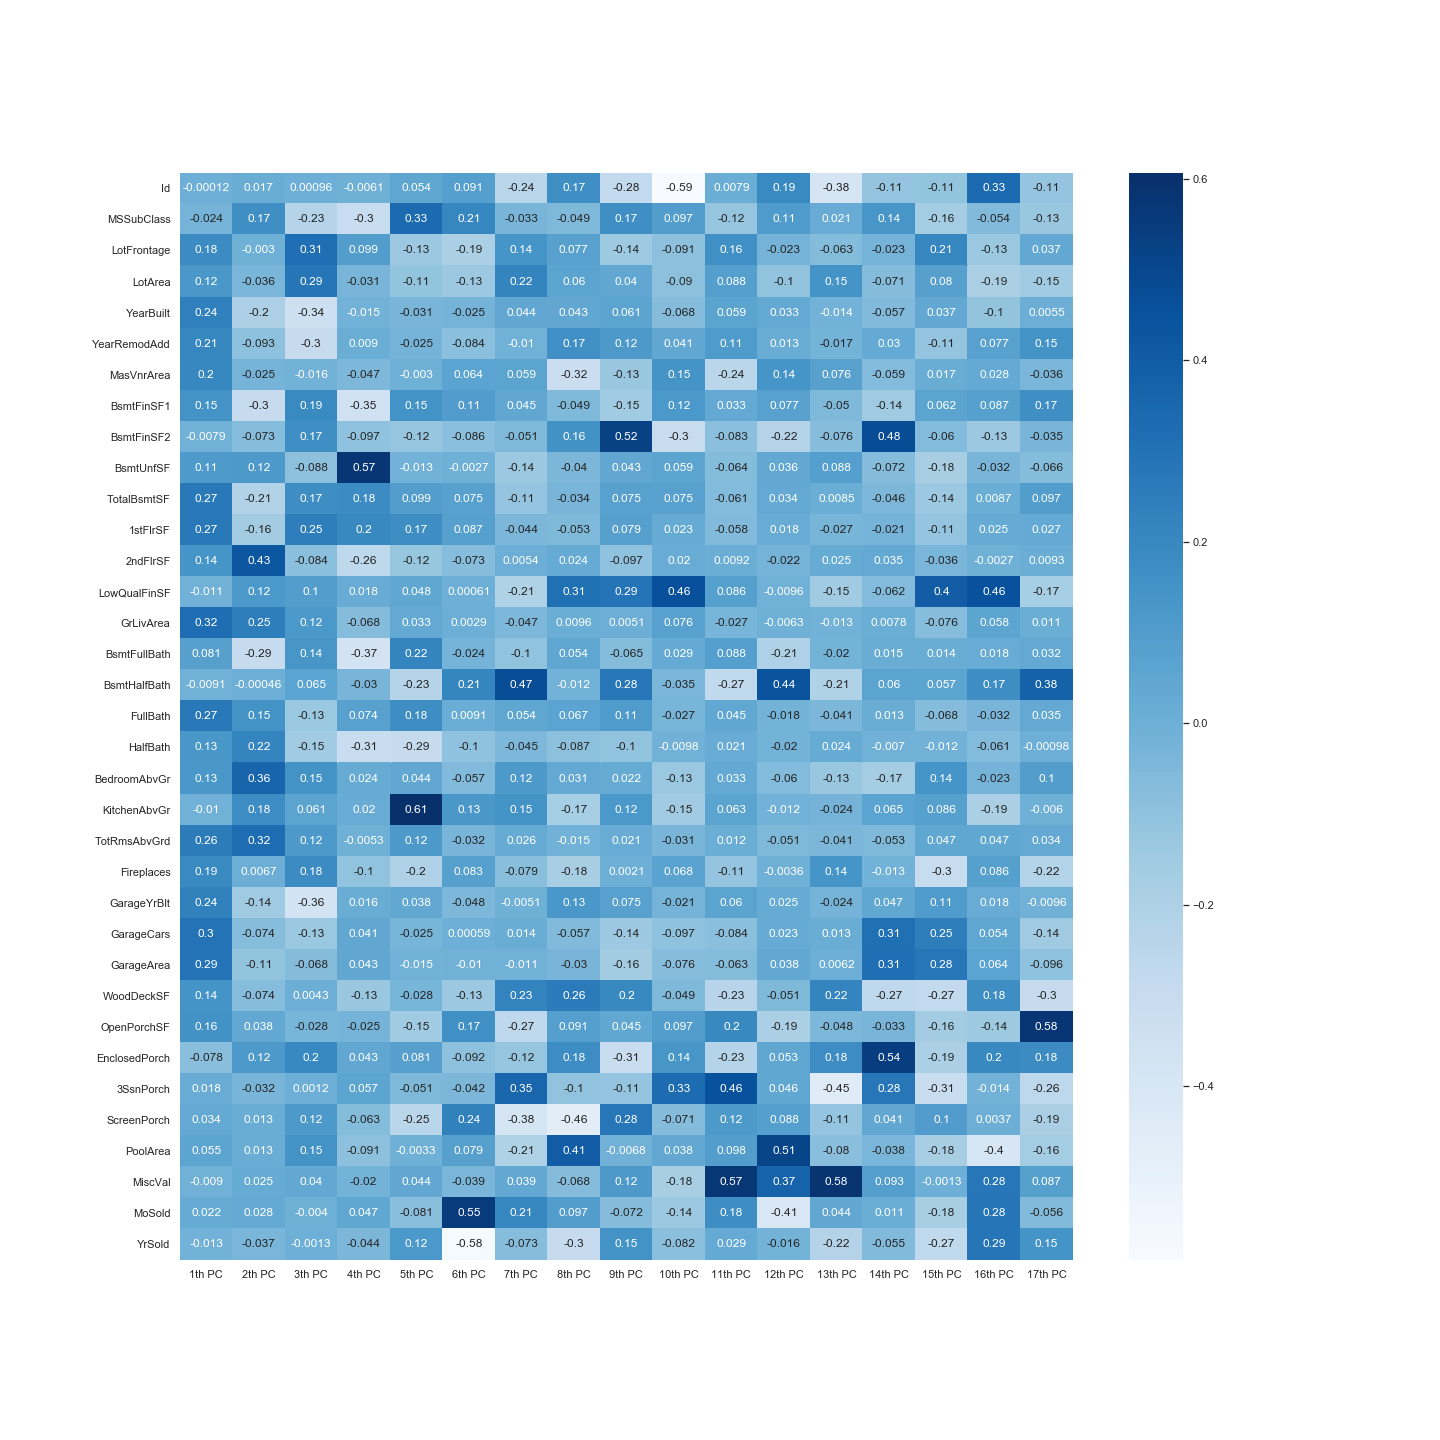 Id -0.00012 0.017 0.00096 -0.0061 0.054 0.091 -0.24 0.17 -0.28 -0.59 0.0079 0.19 -0.38 -0.11 -0.11 0.33 -0.11 0.6
MSSubClass -0.024 0.17 -0.23 -0.3 0.33 0.21 -0.033 -0.049 0.17 0.097 -0.12 0.11 0.021 0.14 -0.16 -0.054 -0.13
LotFrontage 0.18 -0.003 0.31 0.099 -0.13 -0.19 0.14 0.077 -0.14 -0.091 0.16 -0.023 -0.063 -0.023 0.21 -0.13 0.037
LotArea 0.12 -0.036 0.29 -0.031 -0.11 -0.13 0.22 0.06 0.04 -0.09 0.088 -0.1 0.15 -0.071 0.08 -0.19 -0.15
YearBuilt 0.24 -0.2 -0.34 -0.015 -0.031 -0.025 0.044 0.043 0.061 -0.068 0.059 0.033 -0.014 -0.057 0.037 -0.1 0.0055
YearRemodAdd 0.21 -0.093 -0.3 0.009 -0.025 -0.084 -0.01 0.17 0.12 0.041 0.11 0.013 -0.017 0.03 -0.11 0.077 0.15 0.4
MasVnrArea 0.2 -0.025 -0.016 -0.047 -0.003 0.064 0.059 -0.32 -0.13 0.15 -0.24 0.14 0.076 -0.059 0.017 0.028 -0.036
BsmtFinSF1 0.15 -0.3 0.19 -0.35 0.15 0.11 0.045 -0.049 -0.15 0.12 0.033 0.077 -0.05 -0.14 0.062 0.087 0.17
BsmtFinSF2 -0.0079 -0.073 0.17 -0.097 -0.12 -0.086 -0.051 0.16 0.52 -0.3 -0.083 -0.22 -0.076 0.48 -0.06 -0.13 -0.035
BsmtUnfSF 0.11 0.12 -0.088 0.57 -0.013 -0.0027 -0.14 -0.04 0.043 0.059 -0.064 0.036 0.088 -0.072 -0.18 -0.032 -0.066
TotalBsmtSF 0.27 -0.21 0.17 0.18 0.099 0.075 -0.11 -0.034 0.075 0.075 -0.061 0.034 0.0085 -0.046 -0.14 0.0087 0.097
1stFlrSF 0.27 -0.16 0.25 0.2 0.17 0.087 -0.044 -0.053 0.079 0.023 -0.058 0.018 -0.027 -0.021 -0.11 0.025 0.027 0.2
2ndFlrSF 0.14 0.43 -0.084 -0.26 -0.12 -0.073 0.0054 0.024 -0.097 0.02 0.0092 -0.022 0.025 0.035 -0.036 -0.0027 0.0093
LowQualFinSF -0.011 0.12 0.1 0.018 0.048 0.00061 -0.21 0.31 0.29 0.46 0.086 -0.0096 -0.15 -0.062 0.4 0.46 -0.17
GrLivArea 0.32 0.25 0.12 -0.068 0.033 0.0029 -0.047 0.0096 0.0051 0.076 -0.027 -0.0063 -0.013 0.0078 -0.076 0.058 0.011
BsmtFullBath 0.081 -0.29 0.14 -0.37 0.22 -0.024 -0.1 0.054 -0.065 0.029 0.088 -0.21 -0.02 0.015 0.014 0.018 0.032
BsmtHalfBath -0.0091 -0.00046 0.065 -0.03 -0.23 0.21 0.47 -0.012 0.28 -0.035 -0.27 0.44 -0.21 0.06 0.057 0.17 0.38
FullBath 0.27 0.15 -0.13 0.074 0.18 0.0091 0.054 0.067 0.11 -0.027 0.045 -0.018 -0.041 0.013 -0.068 -0.032 0.035 0.0
HalfBath 0.13 0.22 -0.15 -0.31 -0.29 -0.1 -0.045 -0.087 -0.1 -0.0098 0.021 -0.02 0.024 -0.007 -0.012 -0.061 -0.00098
BedroomAbvGr 0.13 0.36 0.15 0.024 0.044 -0.057 0.12 0.031 0.022 -0.13 0.033 -0.06 -0.13 -0.17 0.14 -0.023 0.1
KitchenAbvGr -0.01 0.18 0.061 0.02 0.61 0.13 0.15 -0.17 0.12 -0.15 0.063 -0.012 -0.024 0.065 0.086 -0.19 -0.006
TotRmsAbvGrd 0.26 0.32 0.12 -0.0053 0.12 -0.032 0.026 -0.015 0.021 -0.031 0.012 -0.051 -0.041 -0.053 0.047 0.047 0.034
Fireplaces 0.19 0.0067 0.18 -0.1 -0.2 0.083 -0.079 -0.18 0.0021 0.068 -0.11 -0.0036 0.14 -0.013 -0.3 0.086 -0.22
GarageYrBlt 0.24 -0.14 -0.36 0.016 0.038 -0.048 -0.0051 0.13 0.075 -0.021 0.06 0.025 -0.024 0.047 0.11 0.018 -0.0096 −0.2
GarageCars 0.3 -0.074 -0.13 0.041 -0.025 0.00059 0.014 -0.057 -0.14 -0.097 -0.084 0.023 0.013 0.31 0.25 0.054 -0.14
GarageArea 0.29 -0.11 -0.068 0.043 -0.015 -0.01 -0.011 -0.03 -0.16 -0.076 -0.063 0.038 0.0062 0.31 0.28 0.064 -0.096
WoodDeckSF 0.14 -0.074 0.0043 -0.13 -0.028 -0.13 0.23 0.26 0.2 -0.049 -0.23 -0.051 0.22 -0.27 -0.27 0.18 -0.3
OpenPorchSF 0.16 0.038 -0.028 -0.025 -0.15 0.17 -0.27 0.091 0.045 0.097 0.2 -0.19 -0.048 -0.033 -0.16 -0.14 0.58
EnclosedPorch -0.078 0.12 0.2 0.043 0.081 -0.092 -0.12 0.18 -0.31 0.14 -0.23 0.053 0.18 0.54 -0.19 0.2 0.18
3SsnPorch 0.018 -0.032 0.0012 0.057 -0.051 -0.042 0.35 -0.1 -0.11 0.33 0.46 0.046 -0.45 0.28 -0.31 -0.014 -0.26 −0.4
ScreenPorch 0.034 0.013 0.12 -0.063 -0.25 0.24 -0.38 -0.46 0.28 -0.071 0.12 0.088 -0.11 0.041 0.1 0.0037 -0.19
PoolArea 0.055 0.013 0.15 -0.091 -0.0033 0.079 -0.21 0.41 -0.0068 0.038 0.098 0.51 -0.08 -0.038 -0.18 -0.4 -0.16
MiscVal -0.009 0.025 0.04 -0.02 0.044 -0.039 0.039 -0.068 0.12 -0.18 0.57 0.37 0.58 0.093 -0.0013 0.28 0.087
MoSold 0.022 0.028 -0.004 0.047 -0.081 0.55 0.21 0.097 -0.072 -0.14 0.18 -0.41 0.044 0.011 -0.18 0.28 -0.056
YrSold -0.013 -0.037 -0.0013 -0.044 0.12 -0.58 -0.073 -0.3 0.15 -0.082 0.029 -0.016 -0.22 -0.055 -0.27 0.29 0.15
1th PC 2th PC 3th PC 4th PC 5th PC 6th PC 7th PC 8th PC 9th PC 10th PC 11th PC 12th PC 13th PC 14th PC 15th PC 16th PC 17th PC